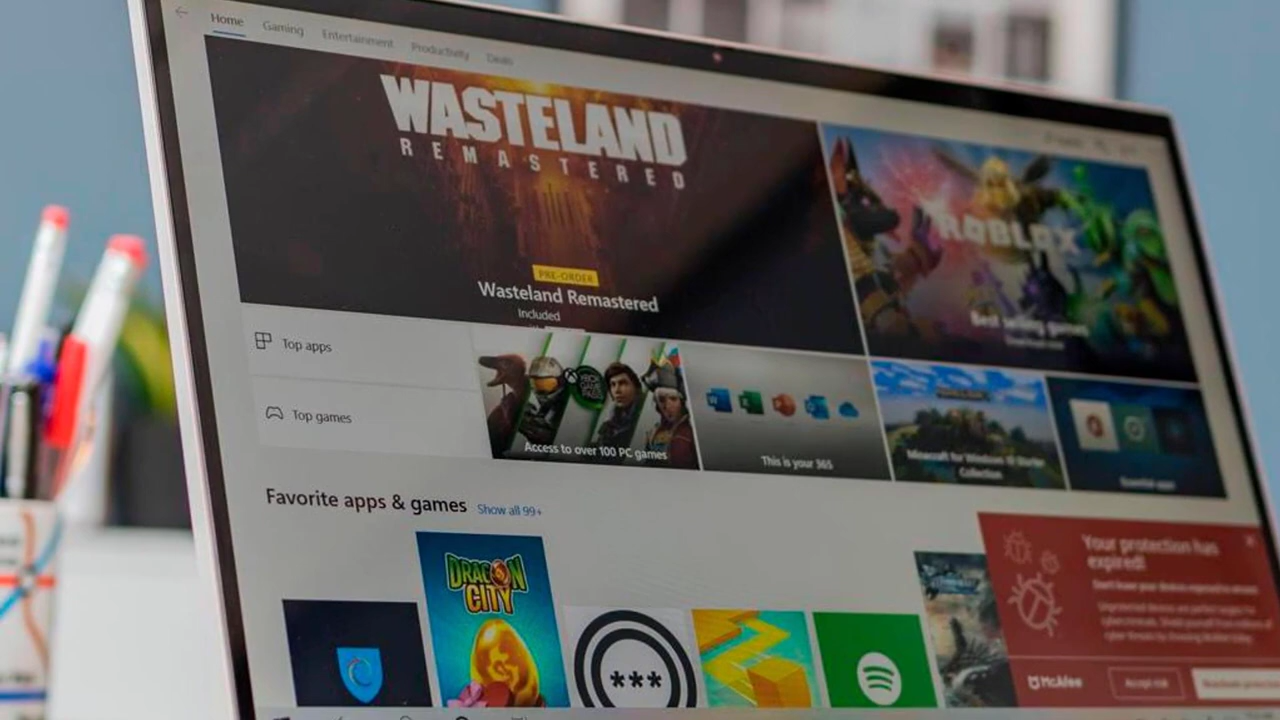 Home Gaming Entertainment Productivity Deals
WASTELAND
REMASTERED
PRE-ORDER
Wasteland Remastered
Included
ROBLOX
Best selling games
Top apps
Top games
Access to over 100 PC games
This is your 365
Minecraft for Windows 10 Starter
Collection
Essential apps
Favorite apps & games Show all 99+
DRAGON
CITY
***
Your protection has
expired!
McAfee
Accept risk